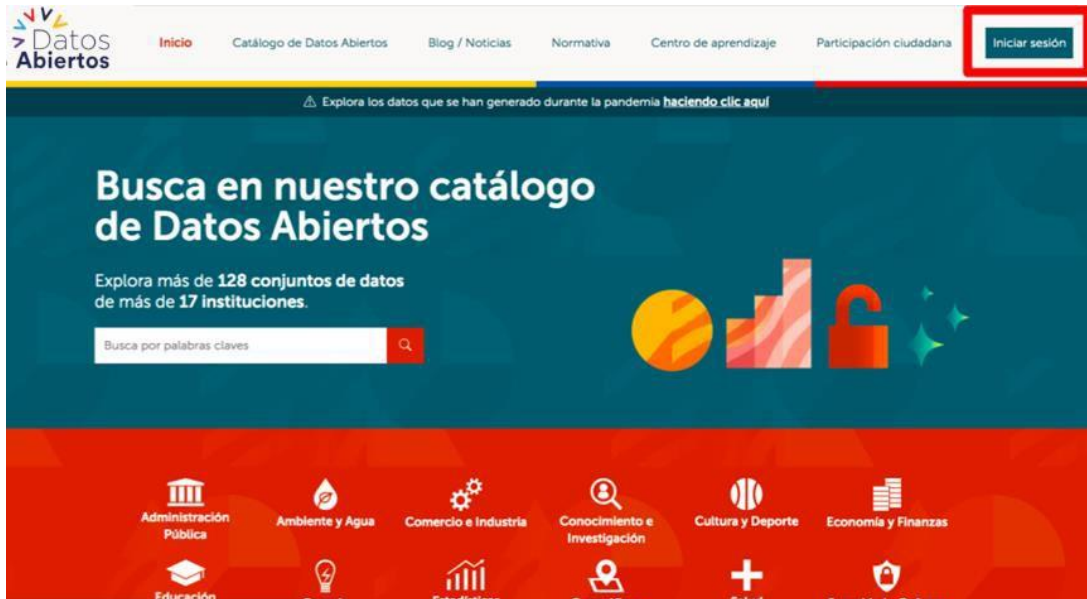 Datos
Abiertos
Inicio
Catálogo de Datos Abiertos
Blog / Noticias
Normativa
Centro de aprendizaje
Participación ciudadana
Iniciar sesión
Explora los datos que se han generado durante la pandemia haciendo clic aquí
Busca en nuestro catálogo
de Datos Abiertos
Explora más de 128 conjuntos de datos
de más de 17 instituciones.
Busca por palabras claves
Administración
Pública
Ambiente y Agua
Comercio e Industria
Conocimiento e
Investigación
Cultura y Deporte
Economía y Finanzas
Educación